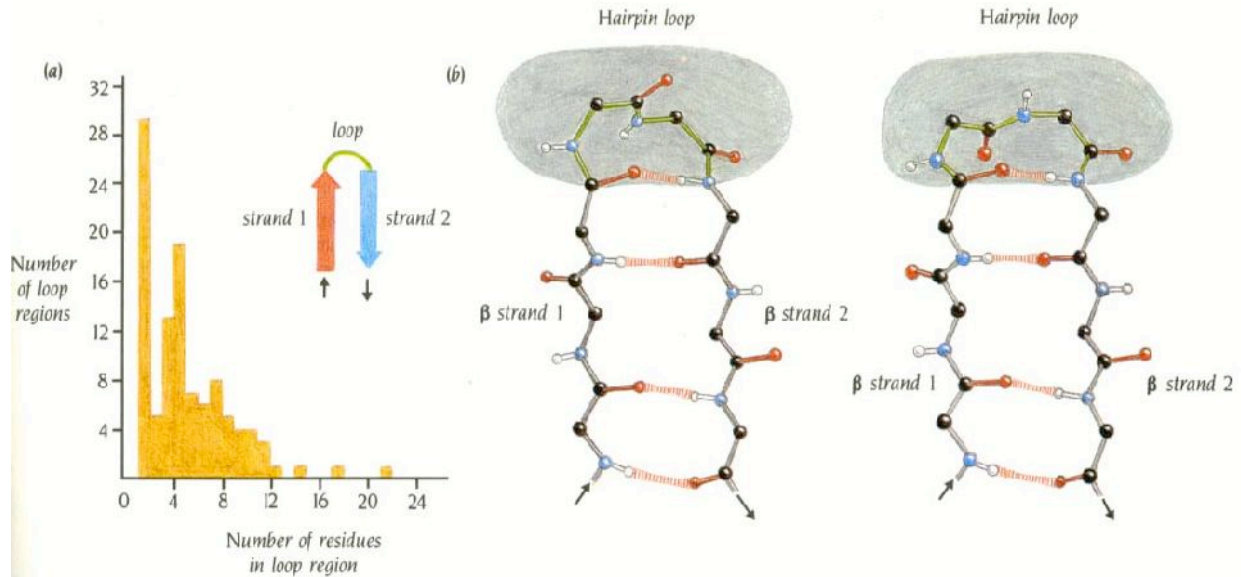 (a)
32
28
24
20
16
12
8
4
Number
of loop
regions
loop
strand 1
strand 2
0 4 8 12 16 20 24
Number of residues
in loop region
(b)
Hairpin loop
β strand 1
β strand 2
Hairpin loop
β strand 1
β strand 2